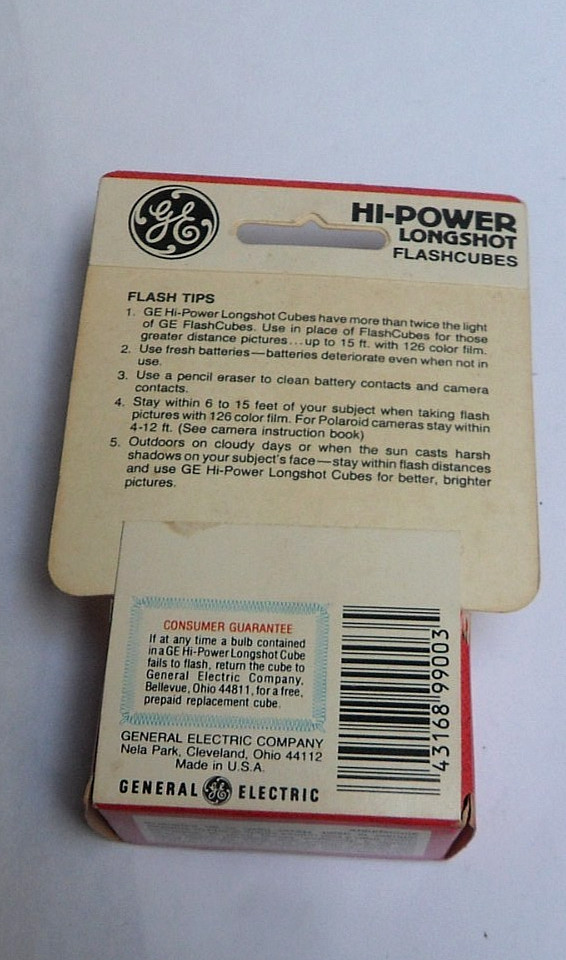 GE
HI-POWER
LONGSHOT
FLASHCUBES
FLASH TIPS
1. GE Hi-Power Longshot Cubes have more than twice the light
of GE FlashCubes. Use in place of FlashCubes for those
greater distance pictures...up to 15 ft. with 126 color film.
2. Use fresh batteries—batteries deteriorate even when not in
use.
3. Use a pencil eraser to clean battery contacts and camera
contacts.
4. Stay within 6 to 15 feet of your subject when taking flash
pictures with 126 color film. For Polaroid cameras stay within
4-12 ft. (See camera instruction book)
5. Outdoors on cloudy days or when the sun casts harsh
shadows on your subject's face—stay within flash distances
and use GE Hi-Power Longshot Cubes for better, brighter
pictures.
CONSUMER GUARANTEE
If at any time a bulb contained
in a GE Hi-Power Longshot Cube
fails to flash, return the cube to
General Electric Company,
Bellevue, Ohio 44811, for a free,
prepaid replacement cube.
GENERAL ELECTRIC COMPANY
Nela Park, Cleveland, Ohio 44112
Made in U.S.A.
GENERAL GE ELECTRIC
43168 99003